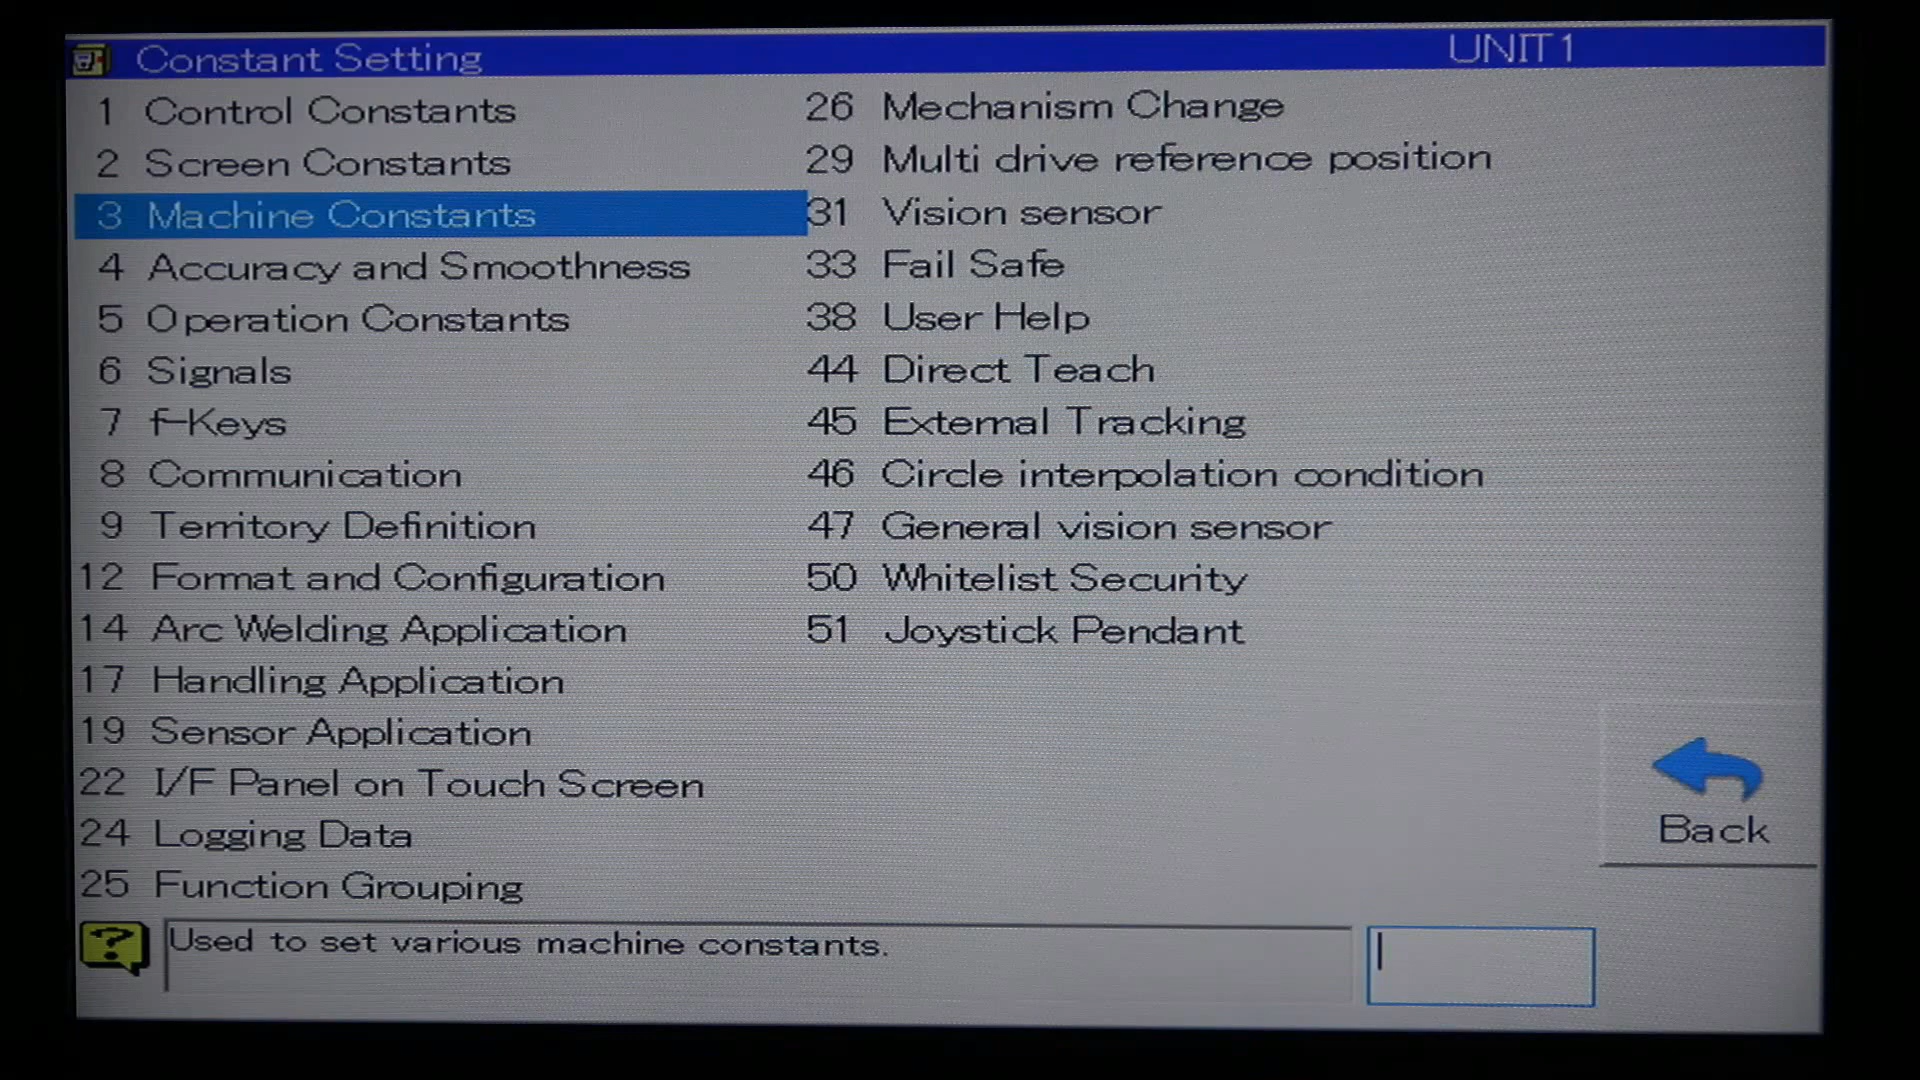 Constant Setting UNIT1
1 Control Constants
2 Screen Constants
3 Machine Constants
4 Accuracy and Smoothness
5 Operation Constants
6 Signals
7 f-Keys
8 Communication
9 Territory Definition
12 Format and Configuration
14 Arc Welding Application
17 Handling Application
19 Sensor Application
22 I/F Panel on Touch Screen
24 Logging Data
25 Function Grouping
26 Mechanism Change
29 Multi drive reference position
31 Vision sensor
33 Fail Safe
38 User Help
44 Direct Teach
45 External Tracking
46 Circle interpolation condition
47 General vision sensor
50 Whitelist Security
51 Joystick Pendant
Back
Used to set various machine constants.